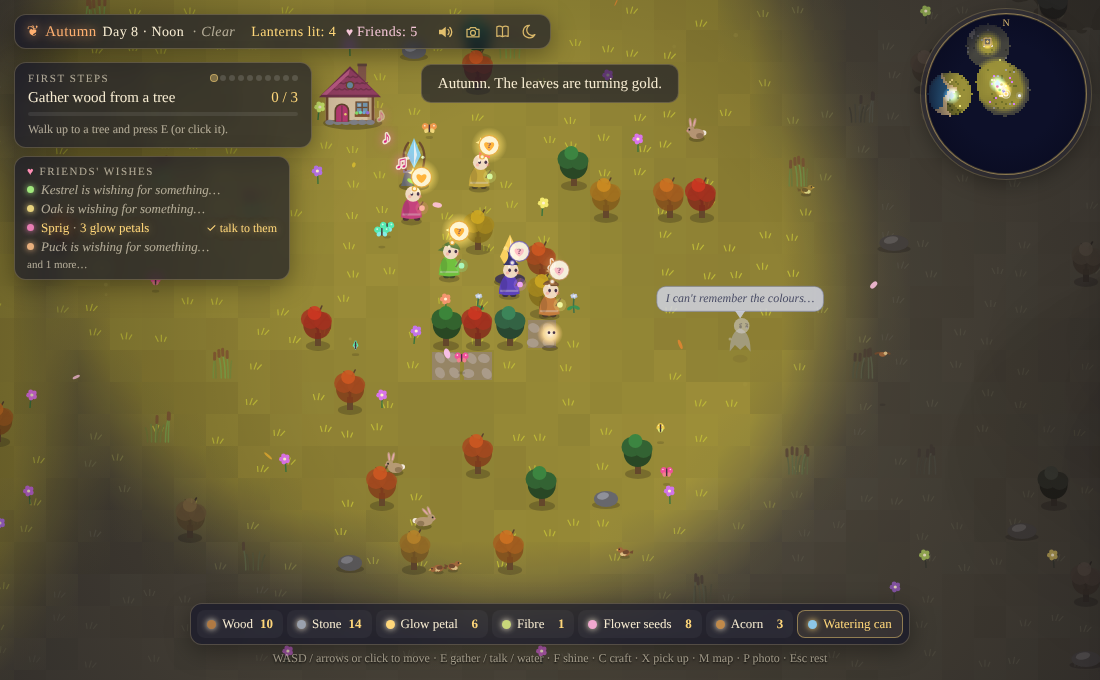 Autumn Day 8 · Noon · Clear Lanterns lit: 4 ♥ Friends: 5
N
FIRST STEPS
Gather wood from a tree 0 / 3
Walk up to a tree and press E (or click it).
Autumn. The leaves are turning gold.
♥ FRIENDS' WISHES
Kestrel is wishing for something…
Oak is wishing for something…
Sprig · 3 glow petals ✓ talk to them
Puck is wishing for something…
and 1 more…
I can't remember the colours…
Wood 10 Stone 14 Glow petal 6 Fibre 1 Flower seeds 8 Acorn 3 Watering can
WASD / arrows or click to move · E gather / talk / water · F shine · C craft · X pick up · M map · P photo · Esc rest